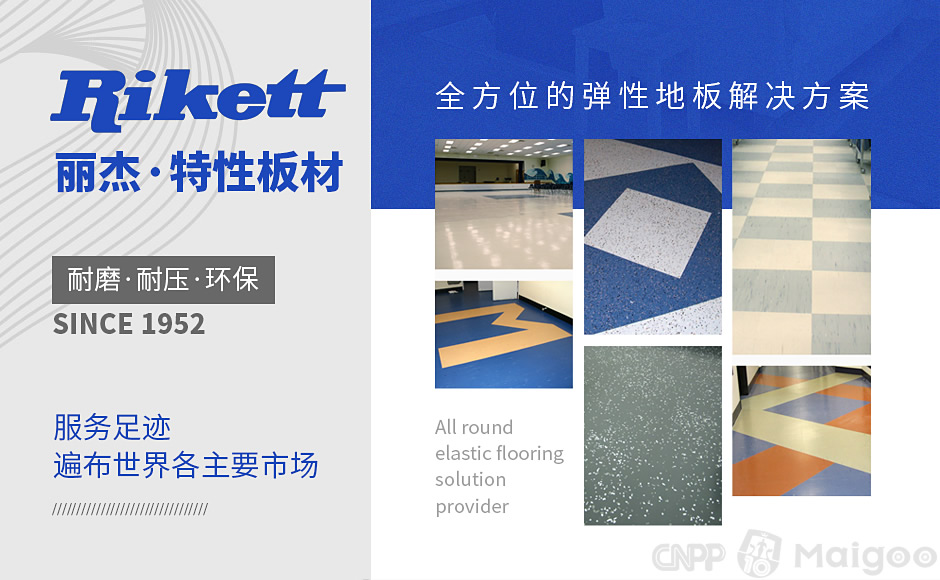 Rikett
丽杰·特性板材
耐磨·耐压·环保
SINCE 1952
服务足迹
遍布世界各主要市场
全方位的弹性地板解决方案
All round
elastic flooring
solution
provider
CNPP Maigoo